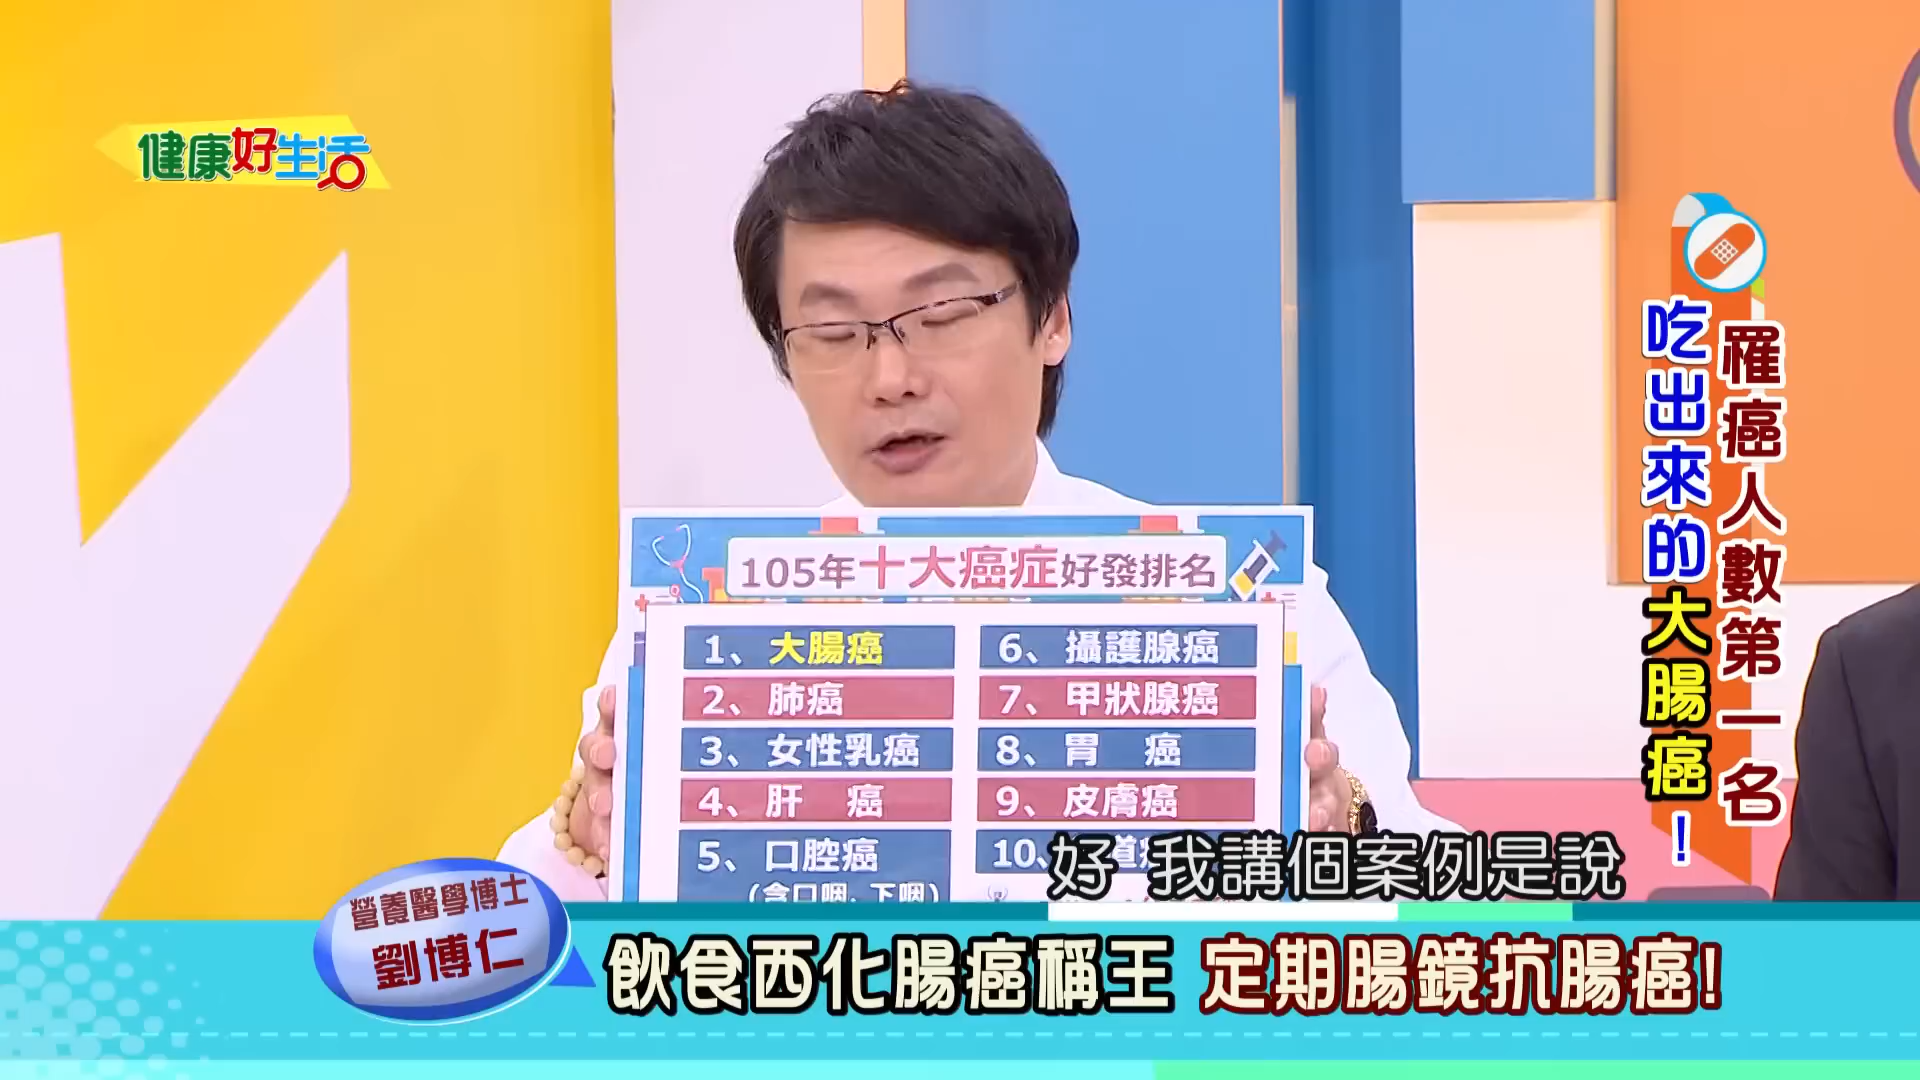 健康好生活
罹癌人數第一名
吃出來的大腸癌!
105年十大癌症好發排名
1、大腸癌
2、肺癌
3、女性乳癌
4、肝 癌
5、口腔癌
(含口咽、下咽)
6、攝護腺癌
7、甲狀腺癌
8、胃 癌
9、皮膚癌
10、
好 我講個案例是說
營養醫學博士
劉博仁
飲食西化腸癌稱王 定期腸鏡抗腸癌!